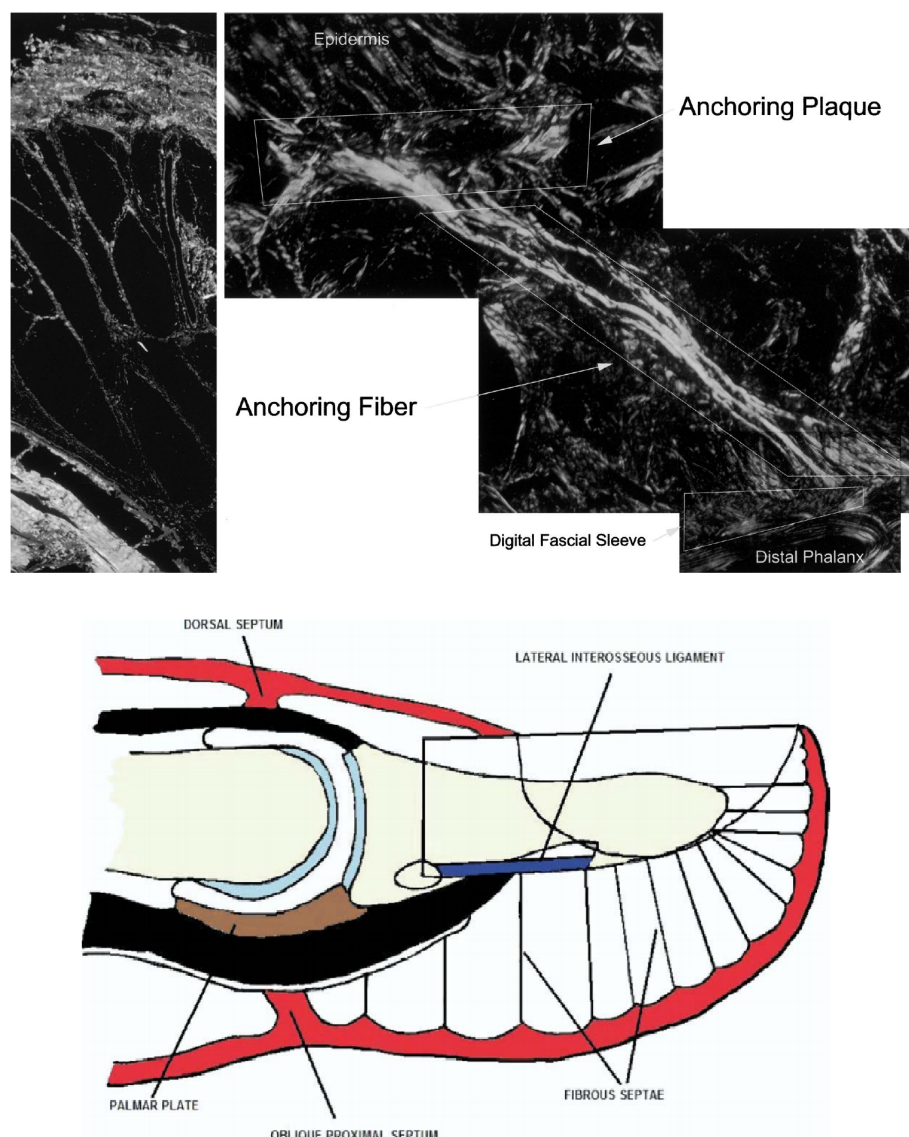 Epidermis
Anchoring Plaque
Anchoring Fiber
Digital Fascial Sleeve
Distal Phalanx
DORSAL SEPTUM
LATERAL INTEROSSEOUS LIGAMENT
FIBROUS SEPTAE
PALMAR PLATE
OBLIQUE PROXIMAL SEPTUM